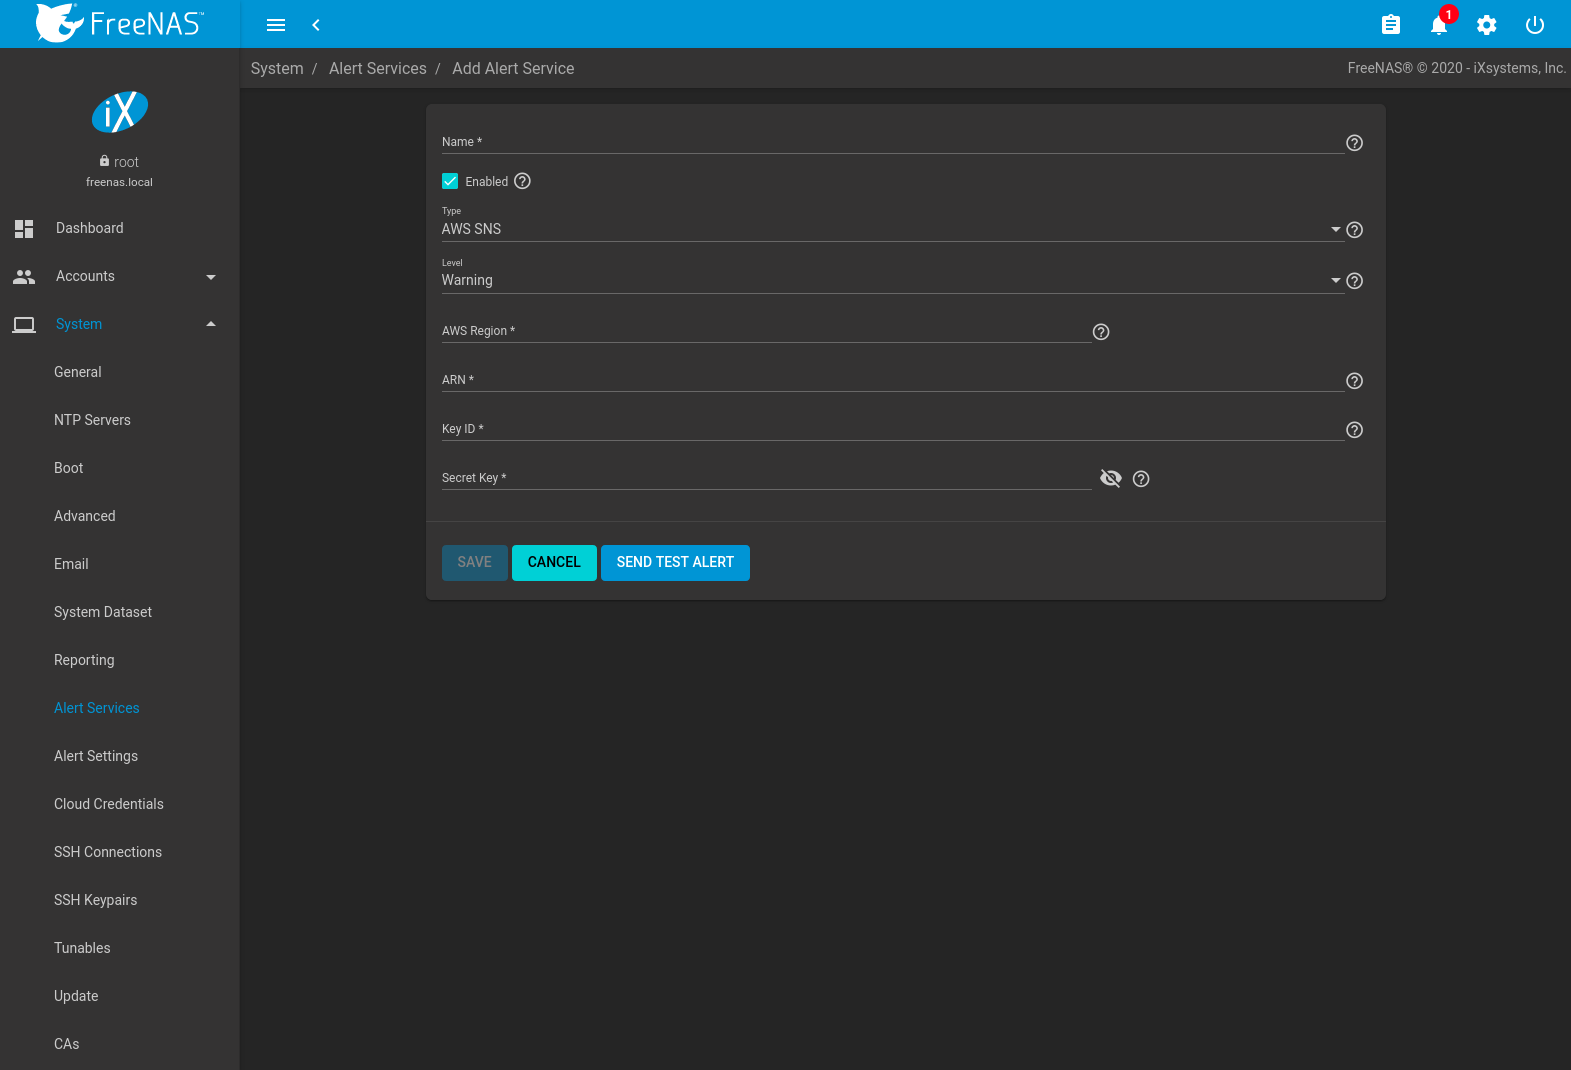 FreeNAS™
1
System / Alert Services / Add Alert Service
FreeNAS® © 2020 - iXsystems, Inc.
iX
root
freenas.local
Dashboard
Accounts
System
General
NTP Servers
Boot
Advanced
Email
System Dataset
Reporting
Alert Services
Alert Settings
Cloud Credentials
SSH Connections
SSH Keypairs
Tunables
Update
CAs
Name *
Enabled
Type
AWS SNS
Level
Warning
AWS Region *
ARN *
Key ID *
Secret Key *
SAVE CANCEL SEND TEST ALERT